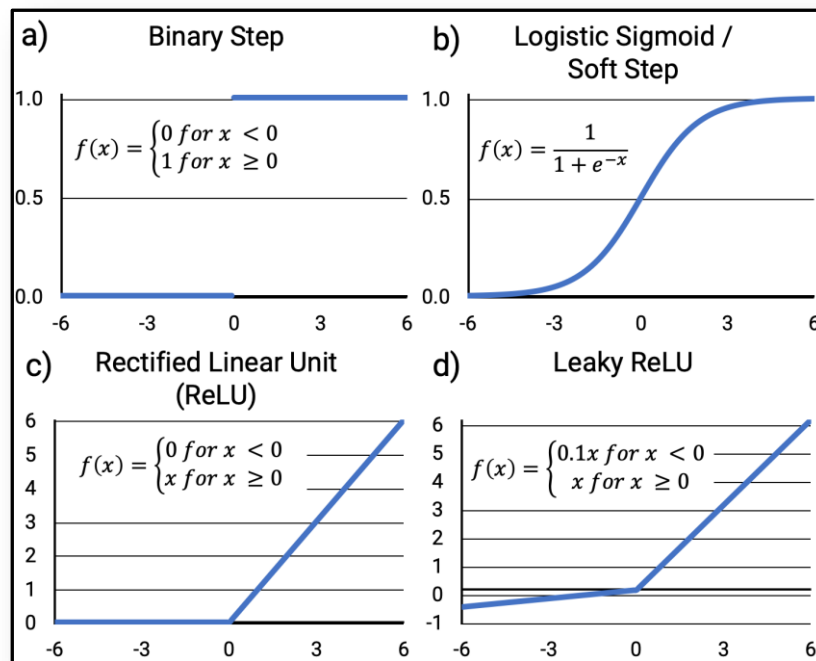 a) Binary Step
1.0
f(x) = {0 for x < 0
1 for x ≥ 0
0.5
0.0
-6 -3 0 3 6
b) Logistic Sigmoid /
Soft Step
1.0
f(x) = 1
1 + e^{-x}
0.5
0.0
-6 -3 0 3 6
c) Rectified Linear Unit
(ReLU)
6
f(x) = {0 for x < 0
x for x ≥ 0
5
4
3
2
1
0
-6 -3 0 3 6
d) Leaky ReLU
6
f(x) = {0.1x for x < 0
x for x ≥ 0
5
4
3
2
1
0
-1
-6 -3 0 3 6